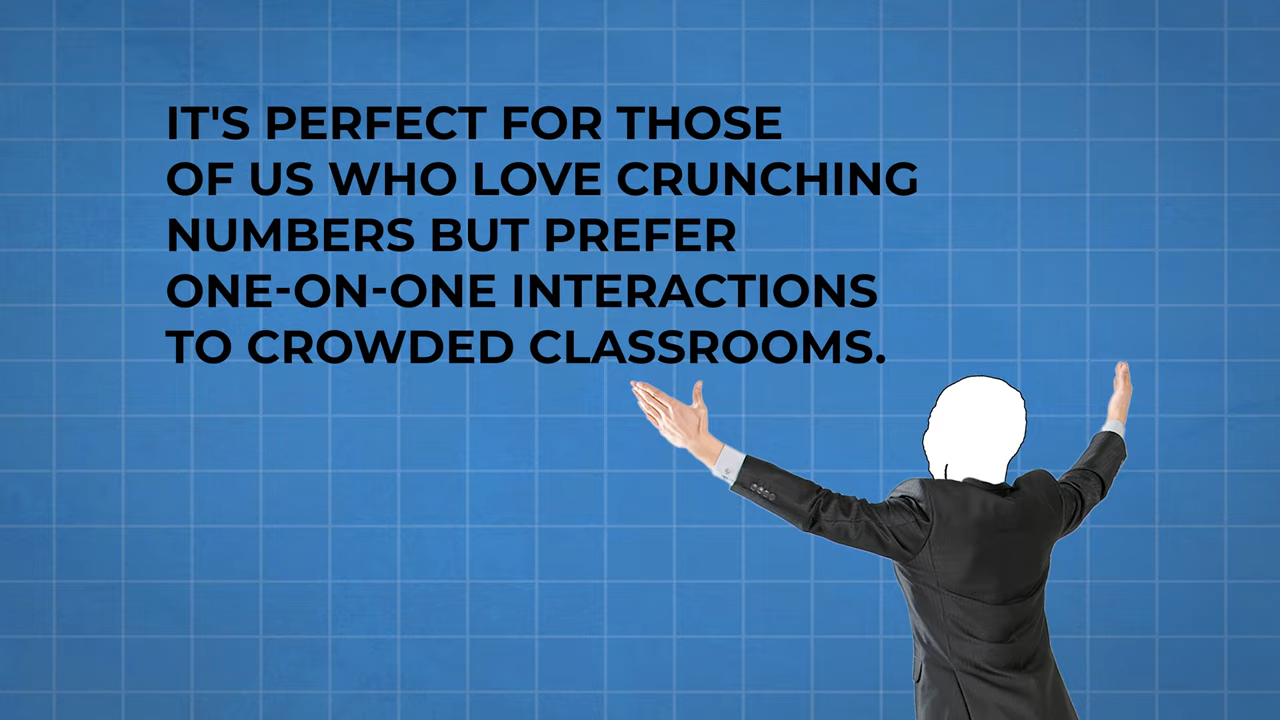 IT'S PERFECT FOR THOSE
OF US WHO LOVE CRUNCHING
NUMBERS BUT PREFER
ONE-ON-ONE INTERACTIONS
TO CROWDED CLASSROOMS.